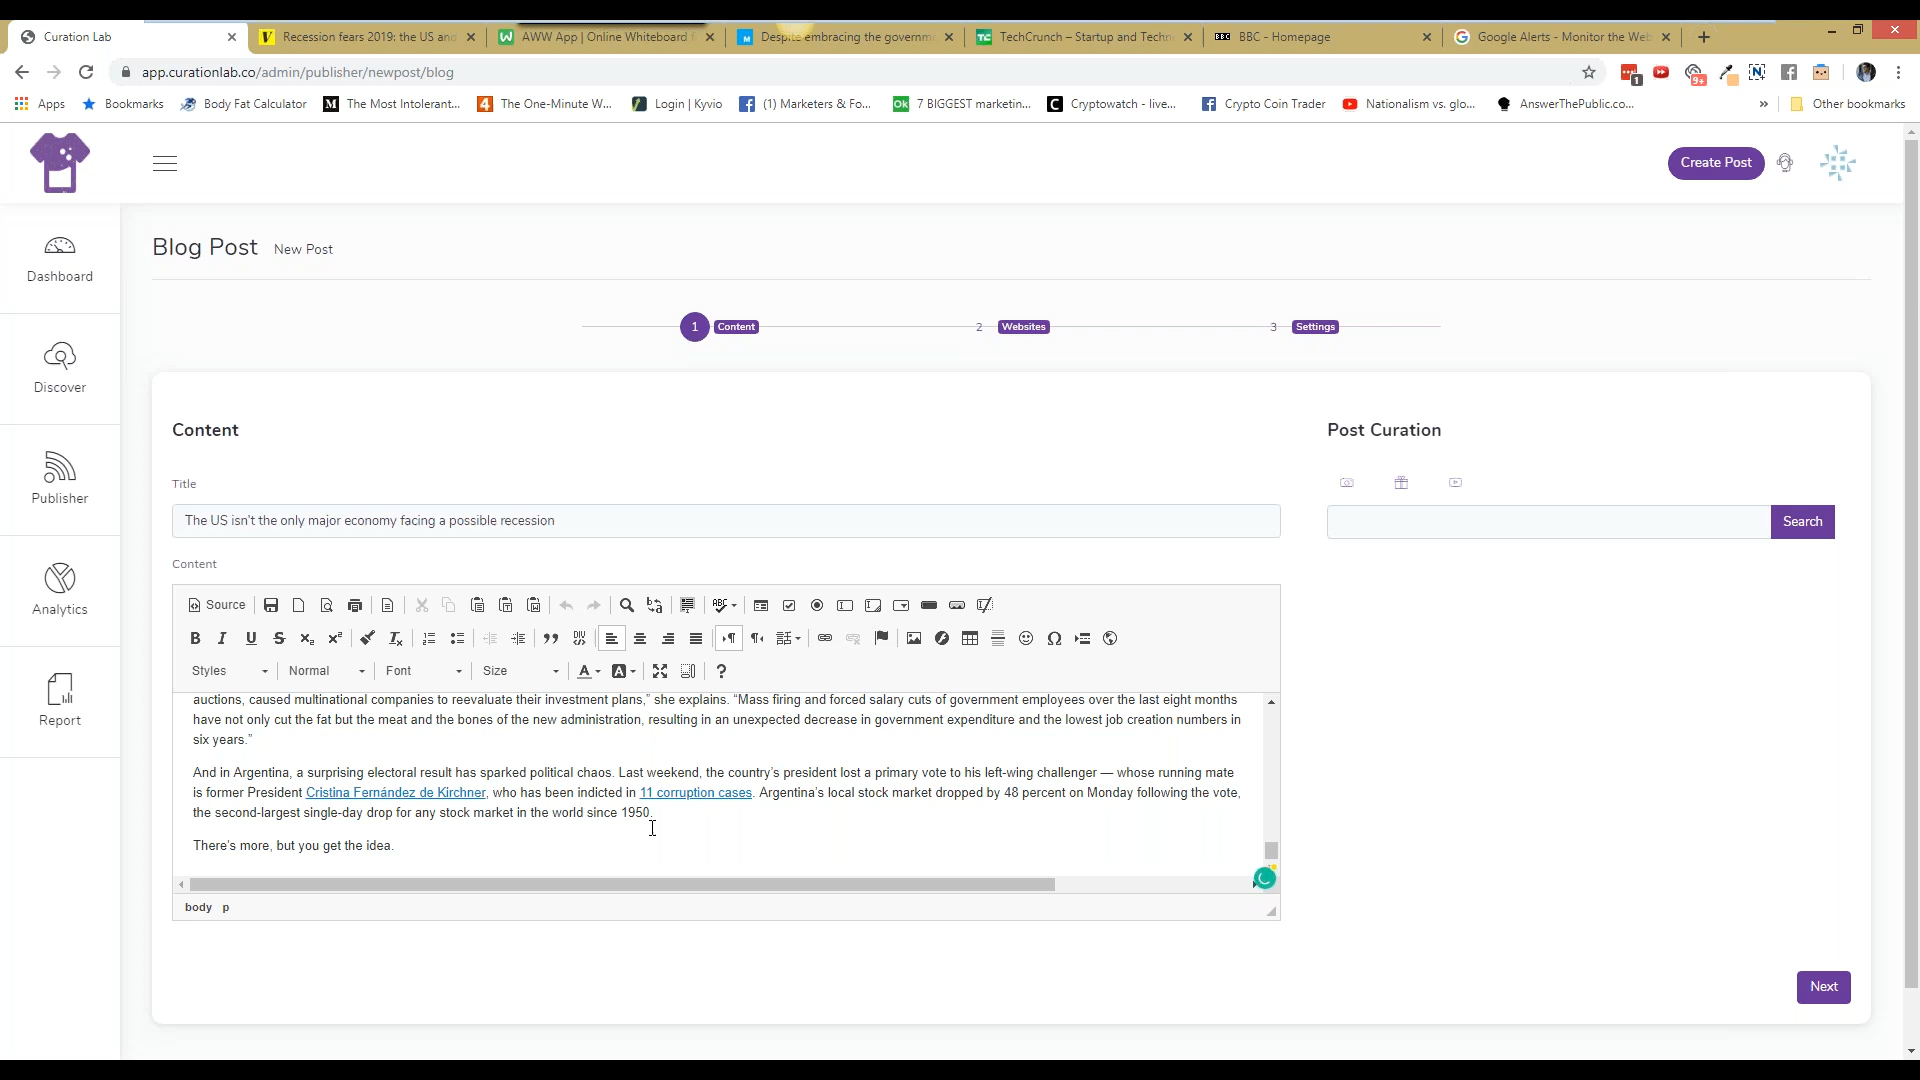 Curation Lab
Recession fears 2019: the US and
AWW App | Online Whiteboard f
Despite embracing the governm
TechCrunch – Startup and Techn
BBC - Homepage
Google Alerts - Monitor the Web
app.curationlab.co/admin/publisher/newpost/blog
1
9+
Apps
Bookmarks
Body Fat Calculator
The Most Intolerant...
The One-Minute W...
Login | Kyvio
(1) Marketers & Fo...
7 BIGGEST marketin...
Cryptowatch - live...
Crypto Coin Trader
Nationalism vs. glo...
AnswerThePublic.co...
»
Other bookmarks
Create Post
Dashboard
Discover
Publisher
Analytics
Report
Blog Post New Post
1 Content
2 Websites
3 Settings
Content
Title
The US isn't the only major economy facing a possible recession
Content
Source
Styles
Normal
Font
Size
auctions, caused multinational companies to reevaluate their investment plans,” she explains. “Mass firing and forced salary cuts of government employees over the last eight months
have not only cut the fat but the meat and the bones of the new administration, resulting in an unexpected decrease in government expenditure and the lowest job creation numbers in
six years.”
And in Argentina, a surprising electoral result has sparked political chaos. Last weekend, the country’s president lost a primary vote to his left-wing challenger — whose running mate
is former President Cristina Fernández de Kirchner, who has been indicted in 11 corruption cases. Argentina’s local stock market dropped by 48 percent on Monday following the vote,
the second-largest single-day drop for any stock market in the world since 1950.
There’s more, but you get the idea.
body p
Post Curation
Search
Next